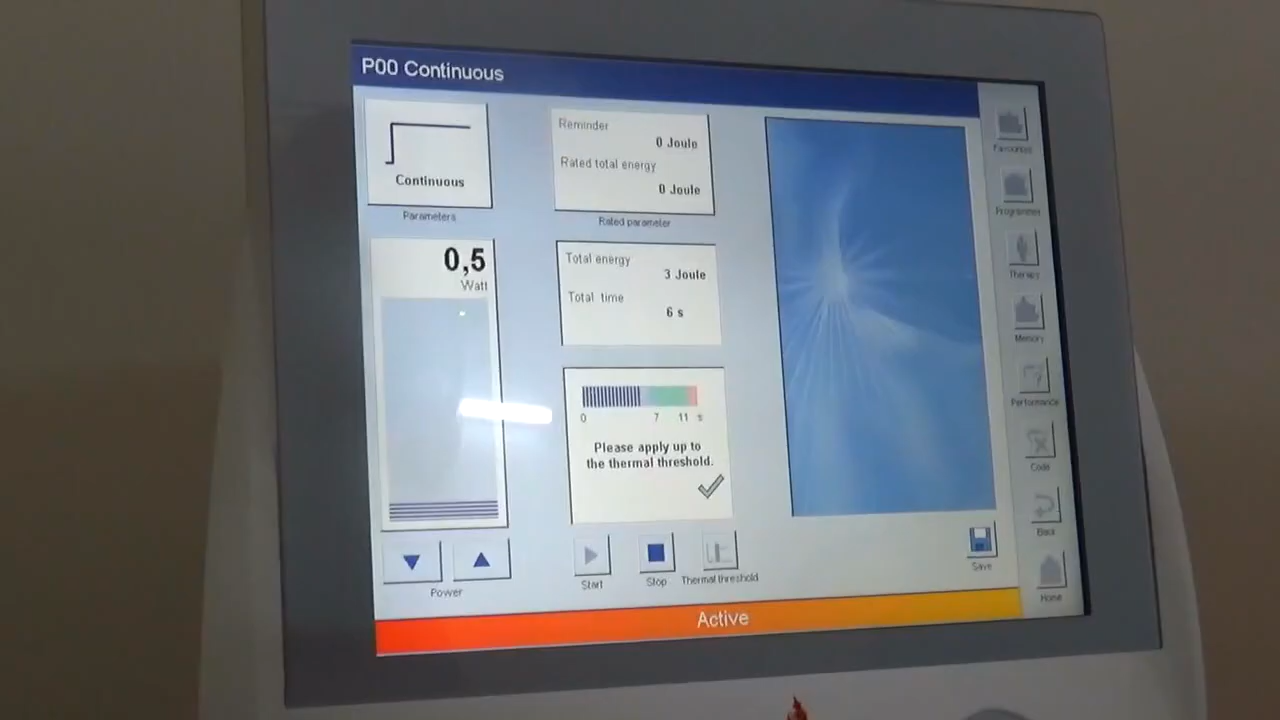 P00 Continuous
Continuous
Parameters
0,5
Watt
Power
Reminder
0 Joule
Rated total energy
0 Joule
Rated parameter
Total energy
3 Joule
Total time
6 s
0 7 11 s
Please apply up to
the thermal threshold.
Start
Stop
Thermal threshold
Save
Favourites
Programmes
Therapy
Memory
Performance
Code
Back
Home
Active